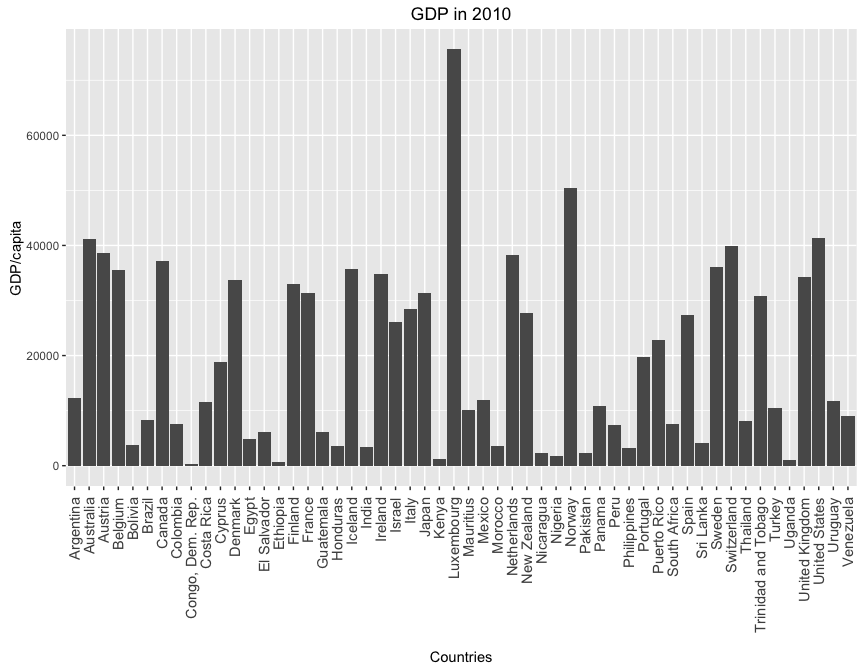 GDP in 2010
GDP/capita
60000
40000
20000
0
Argentina
Australia
Austria
Belgium
Bolivia
Brazil
Canada
Colombia
Congo, Dem. Rep.
Costa Rica
Cyprus
Denmark
Egypt
El Salvador
Ethiopia
Finland
France
Guatemala
Honduras
Iceland
India
Ireland
Israel
Italy
Japan
Kenya
Luxembourg
Mauritius
Mexico
Morocco
Netherlands
New Zealand
Nicaragua
Nigeria
Norway
Pakistan
Panama
Peru
Philippines
Portugal
Puerto Rico
South Africa
Spain
Sri Lanka
Sweden
Switzerland
Thailand
Trinidad and Tobago
Turkey
Uganda
United Kingdom
United States
Uruguay
Venezuela
Countries